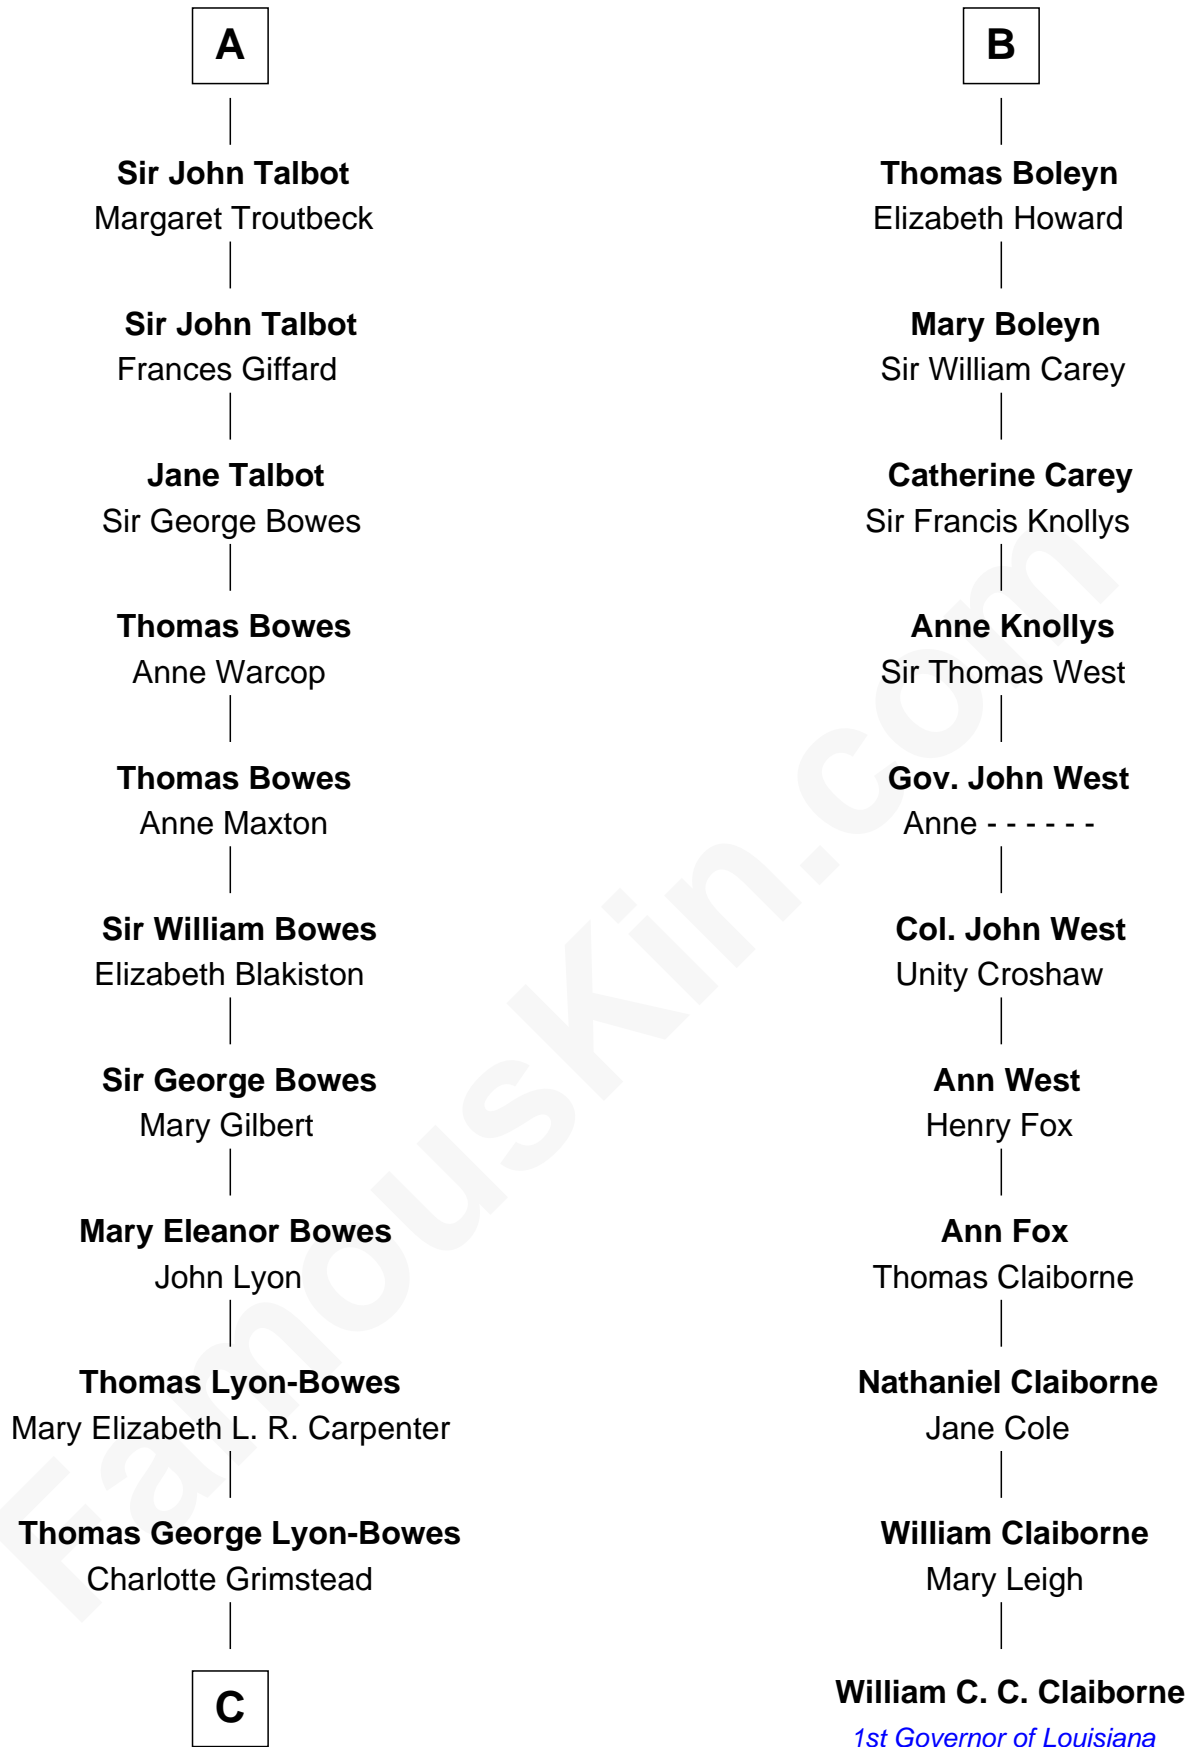 A
Sir John Talbot
Margaret Troutbeck
Sir John Talbot
Frances Giffard
Jane Talbot
Sir George Bowes
Thomas Bowes
Anne Warcop
Thomas Bowes
Anne Maxton
Sir William Bowes
Elizabeth Blakiston
Sir George Bowes
Mary Gilbert
Mary Eleanor Bowes
John Lyon
Thomas Lyon-Bowes
Mary Elizabeth L. R. Carpenter
Thomas George Lyon-Bowes
Charlotte Grimstead
C
B
Thomas Boleyn
Elizabeth Howard
Mary Boleyn
Sir William Carey
Catherine Carey
Sir Francis Knollys
Anne Knollys
Sir Thomas West
Gov. John West
Anne - - - - - -
Col. John West
Unity Croshaw
Ann West
Henry Fox
Ann Fox
Thomas Claiborne
Nathaniel Claiborne
Jane Cole
William Claiborne
Mary Leigh
William C. C. Claiborne
1st Governor of Louisiana
FamousKin.com